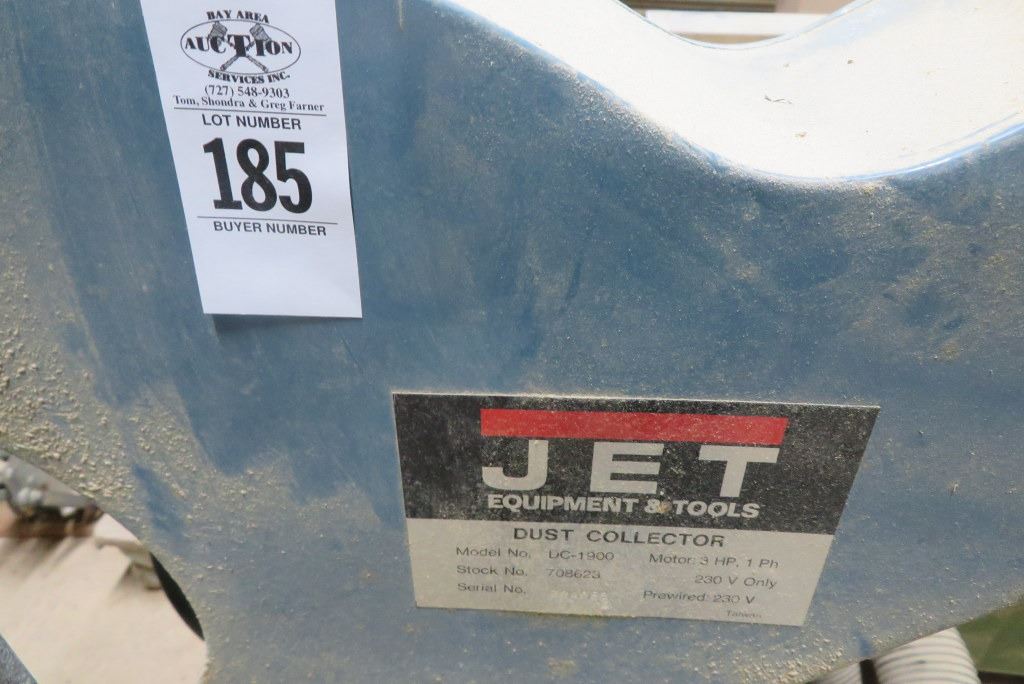 BAY AREA
AUCTION
SERVICES INC.
(727) 548-9303
Tom, Shondra & Greg Farner
LOT NUMBER
185
BUYER NUMBER
JET
EQUIPMENT & TOOLS
DUST COLLECTOR
Model No. DC-1900 Motor: 3 HP, 1 Ph
Stock No. 708623 230 V Only
Serial No. Prewired: 230 V
Taiwan